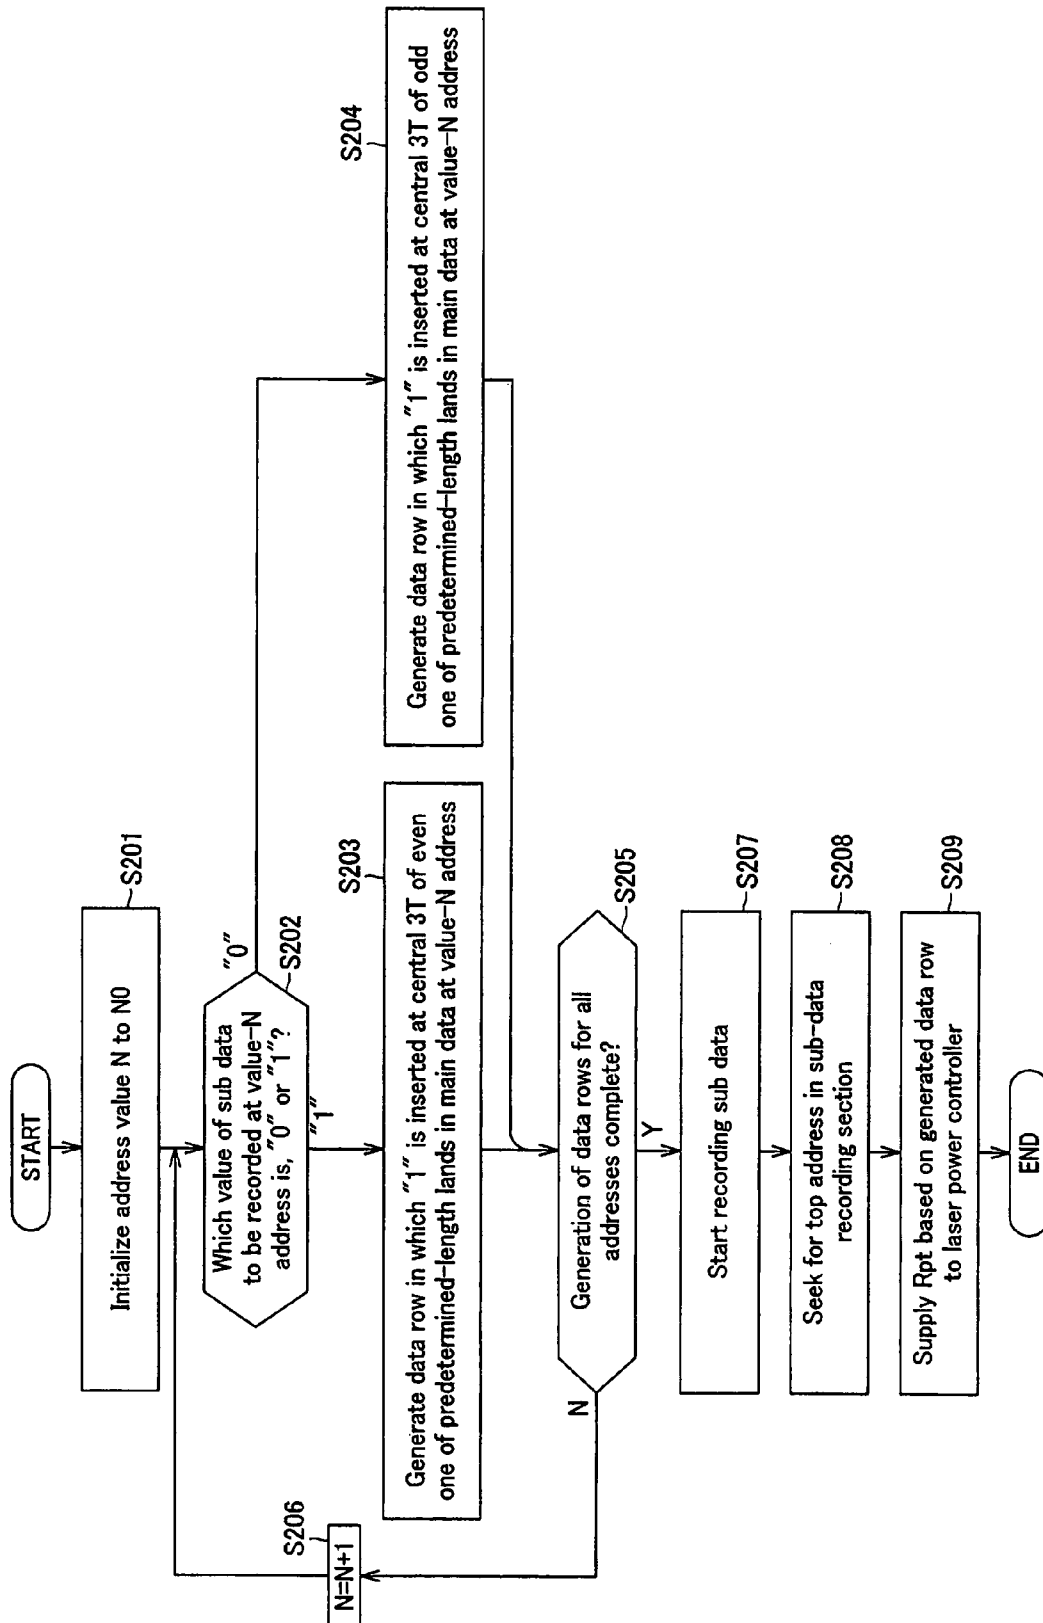 START
Initialize address value N to N0
S201
Which value of sub data
to be recorded at value-N
address is, "0" or "1"?
S202
"0"
"1"
Generate data row in which "1" is inserted at central 3T of even
one of predetermined-length lands in main data at value-N address
S203
Generate data row in which "1" is inserted at central 3T of odd
one of predetermined-length lands in main data at value-N address
S204
Generation of data rows for all
addresses complete?
S205
N
Y
N=N+1
S206
Start recording sub data
S207
Seek for top address in sub-data
recording section
S208
Supply Rpt based on generated data row
to laser power controller
S209
END